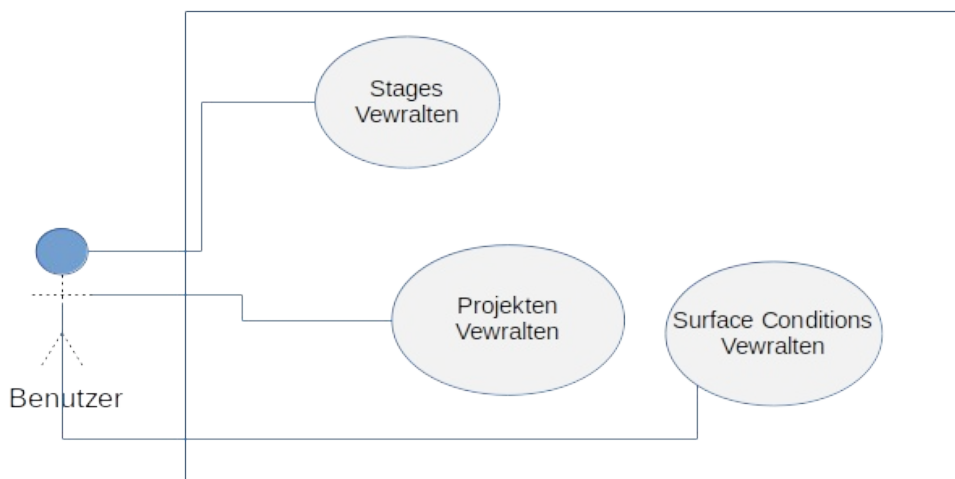 Stages
Vewralten
Projekten
Vewralten
Surface Conditions
Vewralten
Benutzer